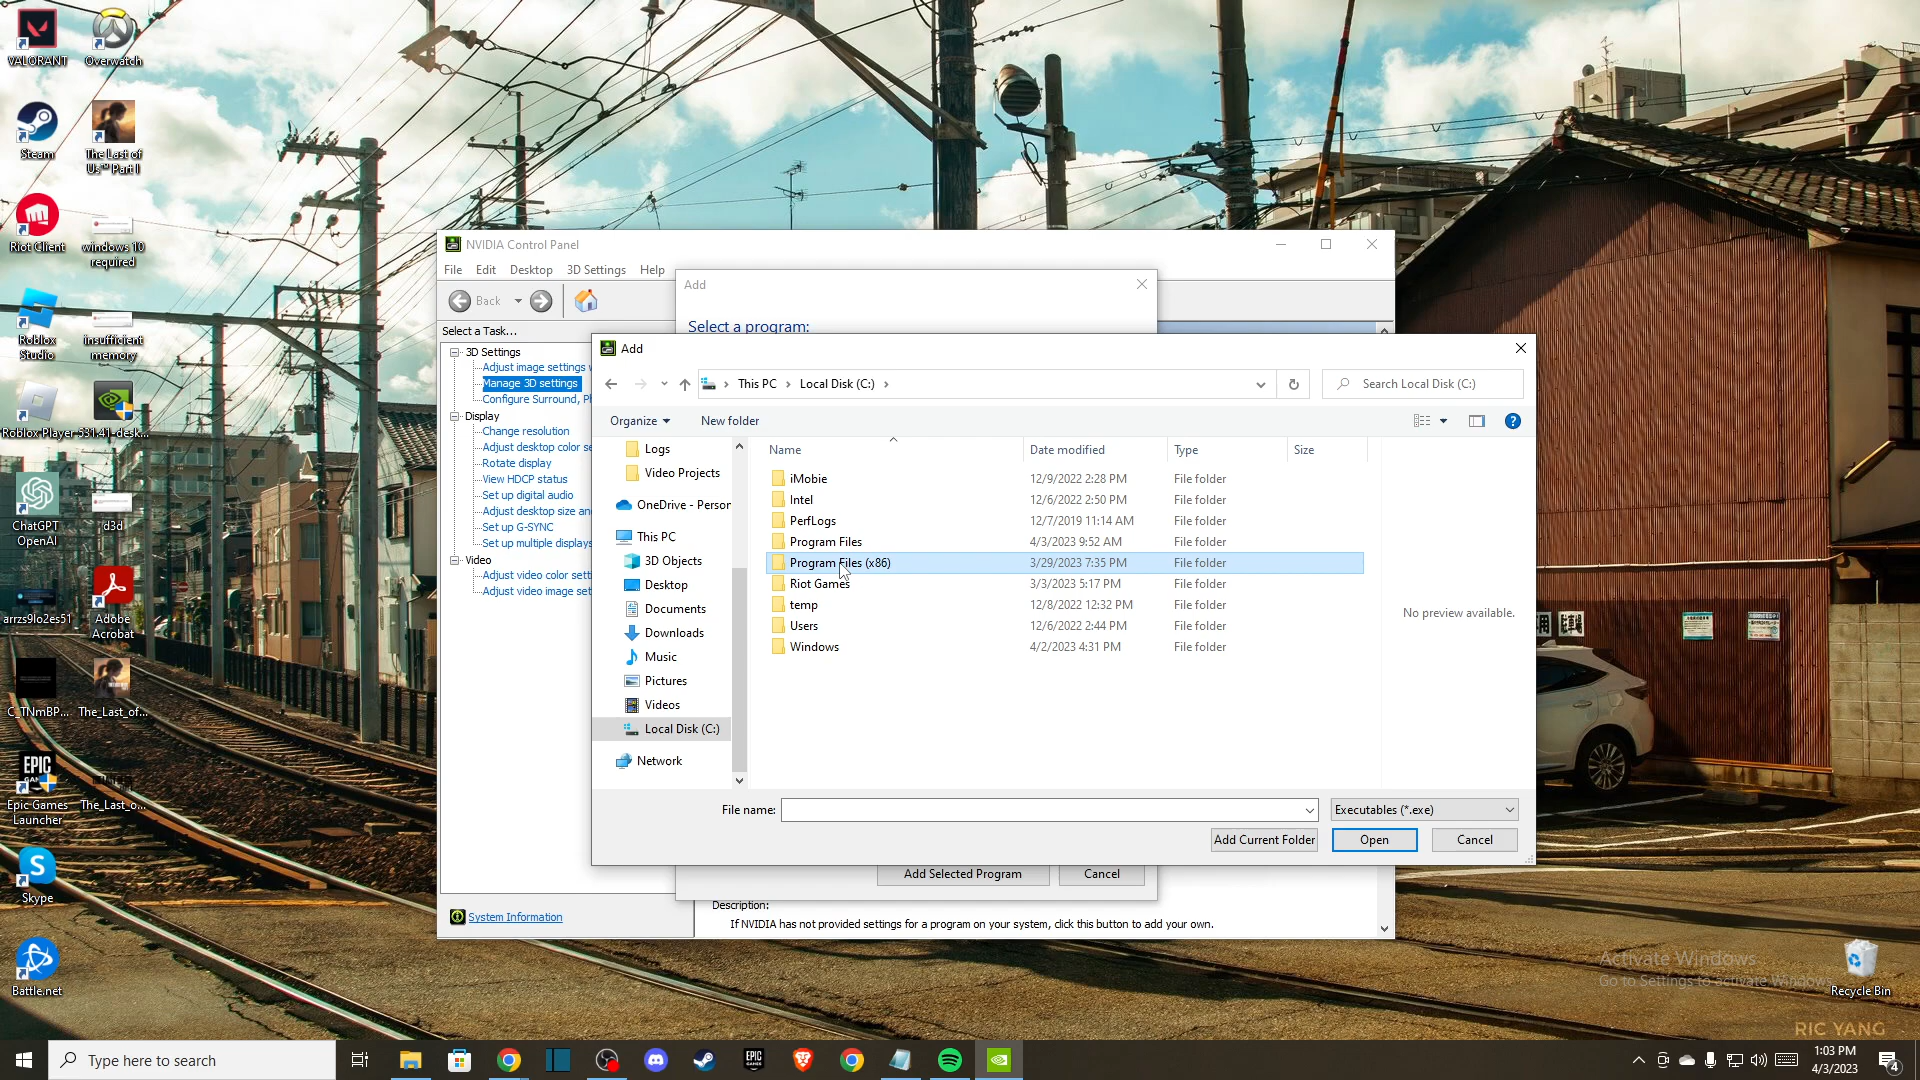 VALORANT
Overwatch
Steam
The Last of
Us™ Part I
Riot Client
windows 10
required
Roblox
Studio
insufficient
memory
Roblox Player
531.41-desk...
ChatGPT
OpenAI
d3d
arrzs9lo2es51
Adobe
Acrobat
C_TNmBP...
The_Last_of...
EPIC
Epic Games
Launcher
The_Last_o...
Skype
Battle.net
NVIDIA Control Panel
File Edit Desktop 3D Settings Help
Back
Select a Task...
3D Settings
Adjust image settings
Manage 3D settings
Configure Surround, Ph
Display
Change resolution
Adjust desktop color se
Rotate display
View HDCP status
Set up digital audio
Adjust desktop size an
Set up G-SYNC
Set up multiple displays
Video
Adjust video color sett
Adjust video image set
System Information
Add
Select a program:
Add
This PC
Local Disk (C:)
Search Local Disk (C:)
Organize
New folder
Logs
Video Projects
OneDrive - Person
This PC
3D Objects
Desktop
Documents
Downloads
Music
Pictures
Videos
Local Disk (C:)
Network
Name Date modified Type Size
iMobie 12/9/2022 2:28 PM File folder
Intel 12/6/2022 2:50 PM File folder
PerfLogs 12/7/2019 11:14 AM File folder
Program Files 4/3/2023 9:52 AM File folder
Program Files (x86) 3/29/2023 7:35 PM File folder
Riot Games 3/3/2023 5:17 PM File folder
temp 12/8/2022 12:32 PM File folder
Users 12/6/2022 2:44 PM File folder
Windows 4/2/2023 4:31 PM File folder
No preview available.
File name:
Executables (*.exe)
Add Current Folder
Open
Cancel
Add Selected Program
Cancel
Description:
If NVIDIA has not provided settings for a program on your system, click this button to add your own.
Activate Windows
Go to Settings to activate Windows.
Recycle Bin
RIC YANG
Type here to search
EPIC
1:03 PM
4/3/2023
4